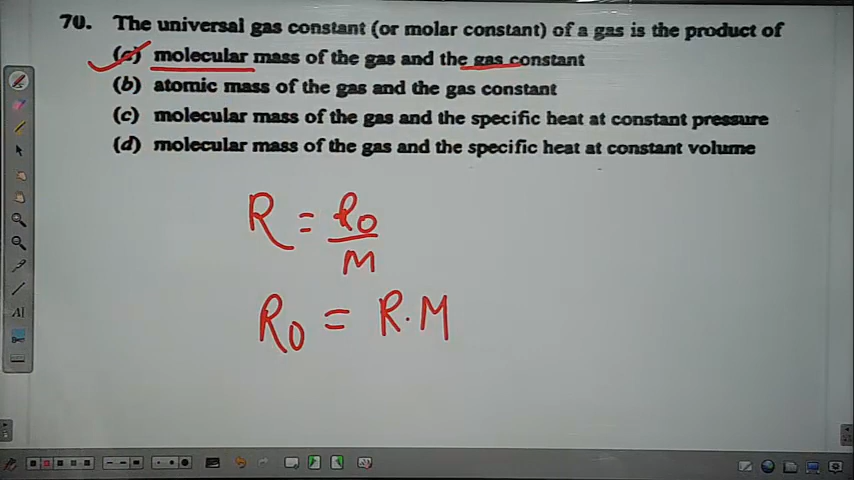 70. The universal gas constant (or molar constant) of a gas is the product of
(a) molecular mass of the gas and the gas constant
(b) atomic mass of the gas and the gas constant
(c) molecular mass of the gas and the specific heat at constant pressure
(d) molecular mass of the gas and the specific heat at constant volume
R = R0/M
R0 = R.M